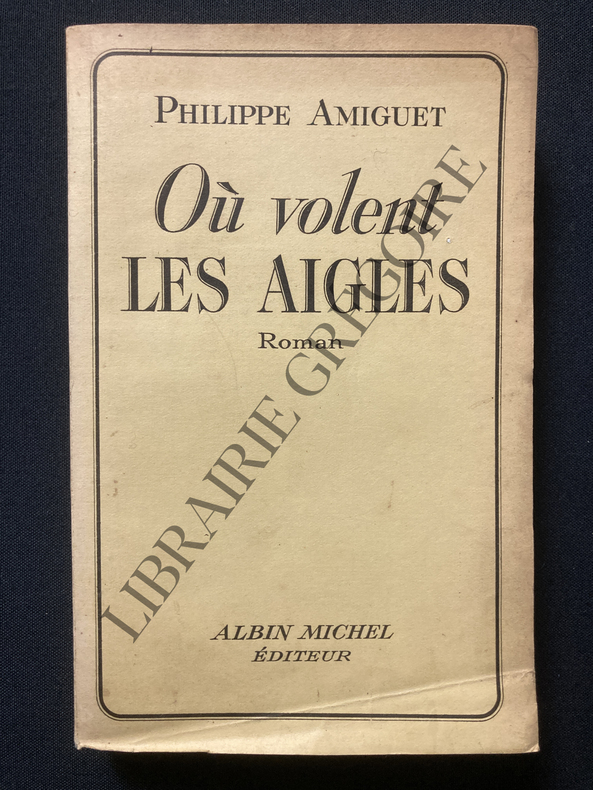 PHILIPPE AMIGUET
Où volent
LES AIGLES
Roman
LIBRAIRIE GREGOIRE
ALBIN MICHEL
ÉDITEUR